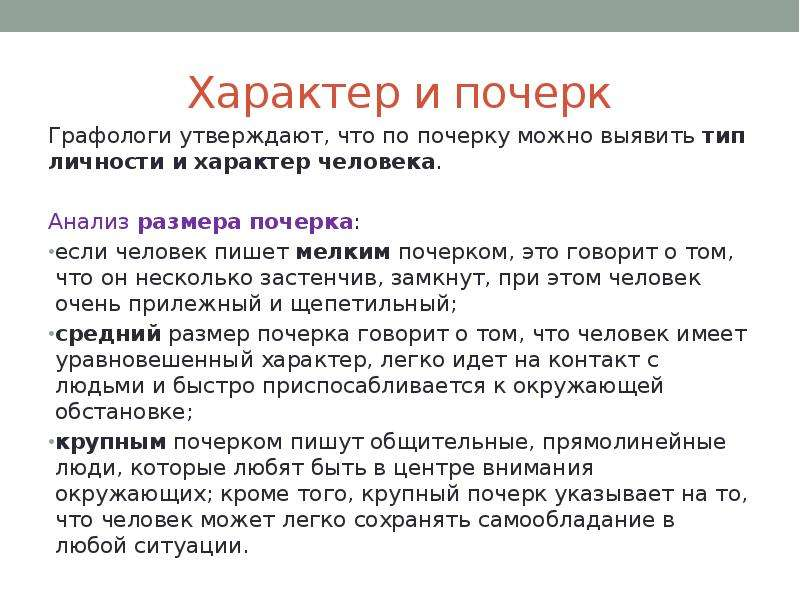 Характер и почерк
Графологи утверждают, что по почерку можно выявить тип
личности и характер человека.
Анализ размера почерка:
•если человек пишет мелким почерком, это говорит о том,
что он несколько застенчив, замкнут, при этом человек
очень прилежный и щепетильный;
•средний размер почерка говорит о том, что человек имеет
уравновешенный характер, легко идет на контакт с
людьми и быстро приспосабливается к окружающей
обстановке;
•крупным почерком пишут общительные, прямолинейные
люди, которые любят быть в центре внимания
окружающих; кроме того, крупный почерк указывает на то,
что человек может легко сохранять самообладание в
любой ситуации.